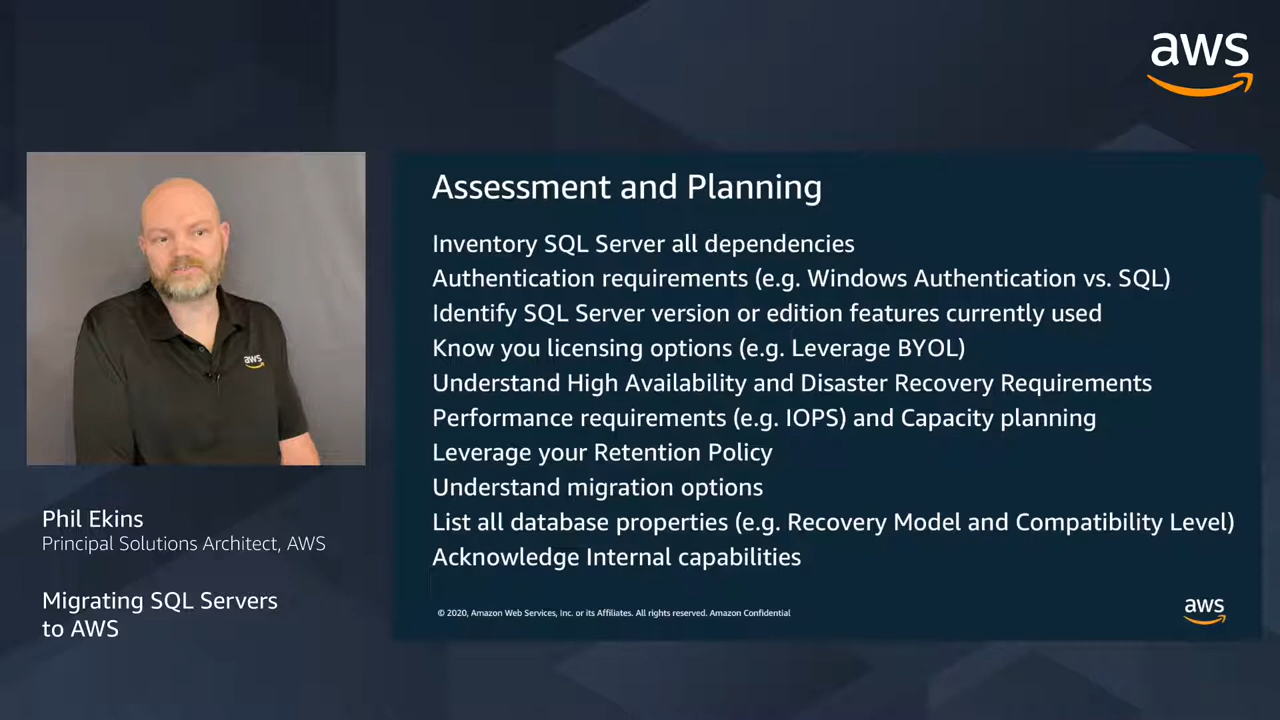 aws
Assessment and Planning
Inventory SQL Server all dependencies
Authentication requirements (e.g. Windows Authentication vs. SQL)
Identify SQL Server version or edition features currently used
Know you licensing options (e.g. Leverage BYOL)
Understand High Availability and Disaster Recovery Requirements
Performance requirements (e.g. IOPS) and Capacity planning
Leverage your Retention Policy
Understand migration options
List all database properties (e.g. Recovery Model and Compatibility Level)
Acknowledge Internal capabilities
© 2020, Amazon Web Services, Inc. or its Affiliates. All rights reserved. Amazon Confidential
aws
aws
Phil Ekins
Principal Solutions Architect, AWS
Migrating SQL Servers
to AWS